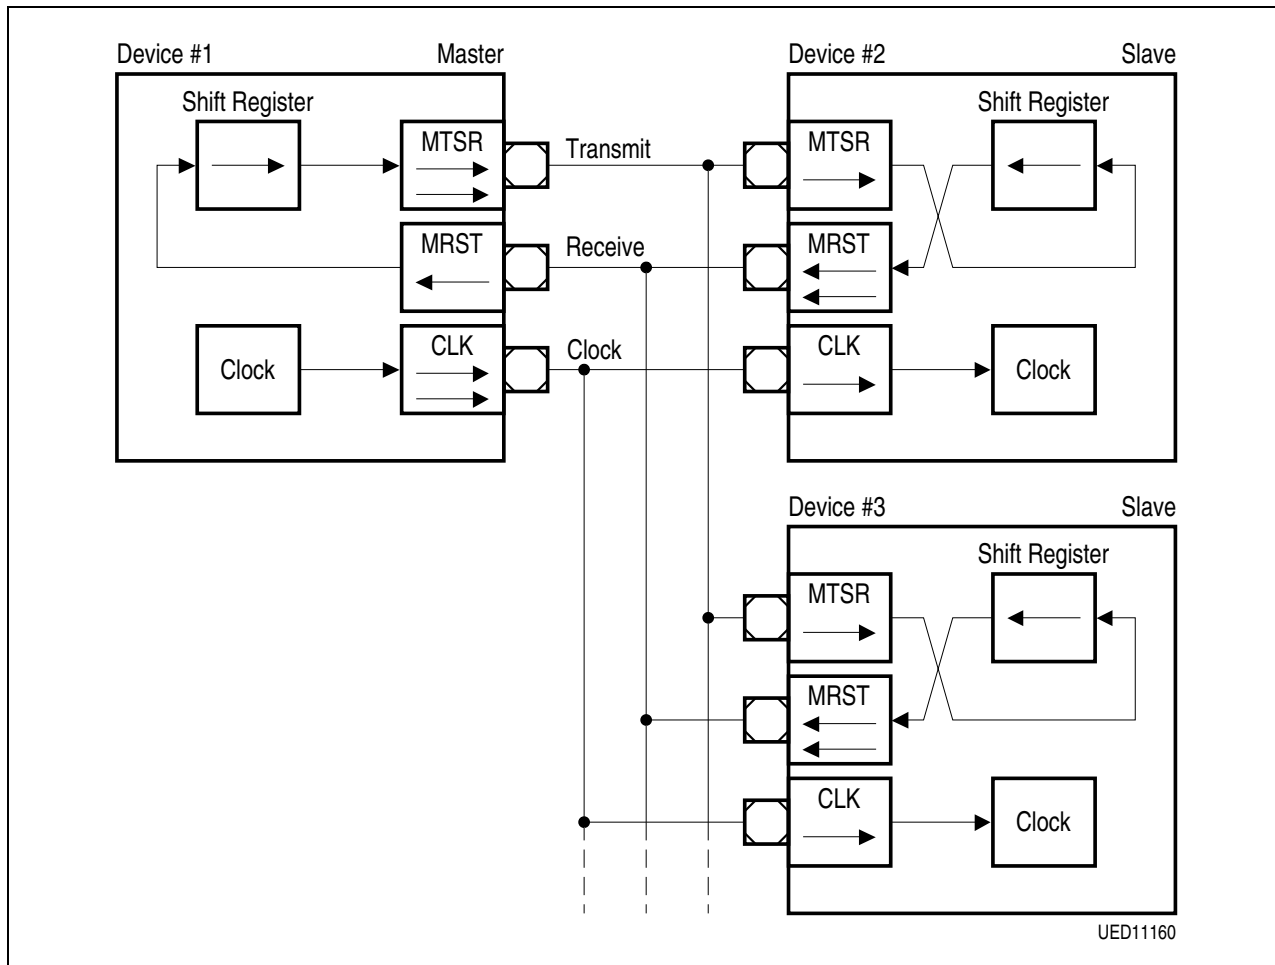 Device #1
Master
Device #2
Slave
Shift Register
MTSR
Transmit
MTSR
Shift Register
MRST
Receive
MRST
Clock
CLK
Clock
CLK
Clock
Device #3
Slave
Shift Register
MTSR
MRST
CLK
Clock
UED11160